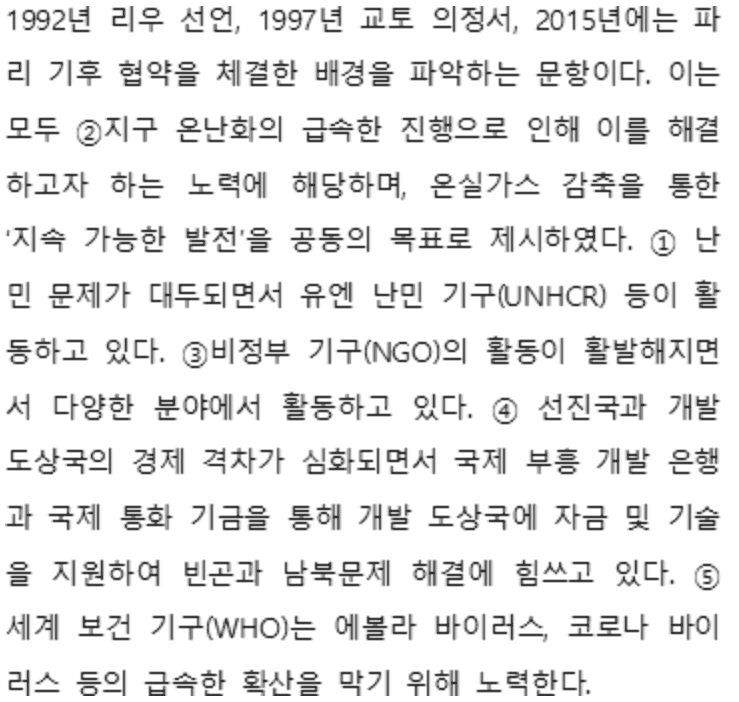 1992년 리우 선언, 1997년 교토 의정서, 2015년에는 파
리 기후 협약을 체결한 배경을 파악하는 문항이다. 이는
모두 ②지구 온난화의 급속한 진행으로 인해 이를 해결
하고자 하는 노력에 해당하며, 온실가스 감축을 통한
'지속 가능한 발전'을 공동의 목표로 제시하였다. ① 난
민 문제가 대두되면서 유엔 난민 기구(UNHCR) 등이 활
동하고 있다. ③비정부 기구(NGO)의 활동이 활발해지면
서 다양한 분야에서 활동하고 있다. ④ 선진국과 개발
도상국의 경제 격차가 심화되면서 국제 부흥 개발 은행
과 국제 통화 기금을 통해 개발 도상국에 자금 및 기술
을 지원하여 빈곤과 남북문제 해결에 힘쓰고 있다. ⑤
세계 보건 기구(WHO)는 에볼라 바이러스, 코로나 바이
러스 등의 급속한 확산을 막기 위해 노력한다.